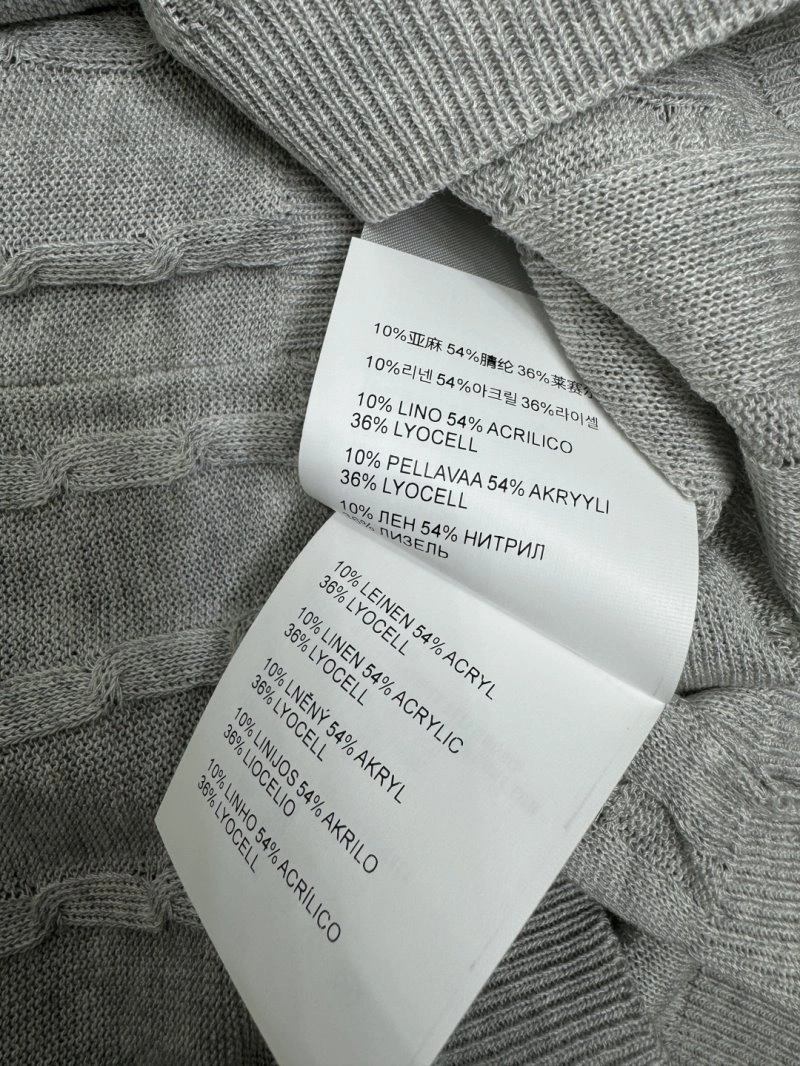 10%亚麻 54%腈纶 36%莱赛
10%리넨 54%아크릴 36%라이셀
10% LINO 54% ACRILICO
36% LYOCELL
10% PELLAVAA 54% AKRYYLI
36% LYOCELL
10% ЛЕН 54% НИТРИЛ
36% ЛИЗЕЛЬ
10% LEINEN 54% ACRYL
36% LYOCELL
10% LINEN 54% ACRYLIC
36% LYOCELL
10% LNĚNÝ 54% AKRYL
36% LYOCELL
10% LINIJOS 54% AKRILO
36% LIOCELIO
10% LINHO 54% ACRÍLICO
36% LYOCELL